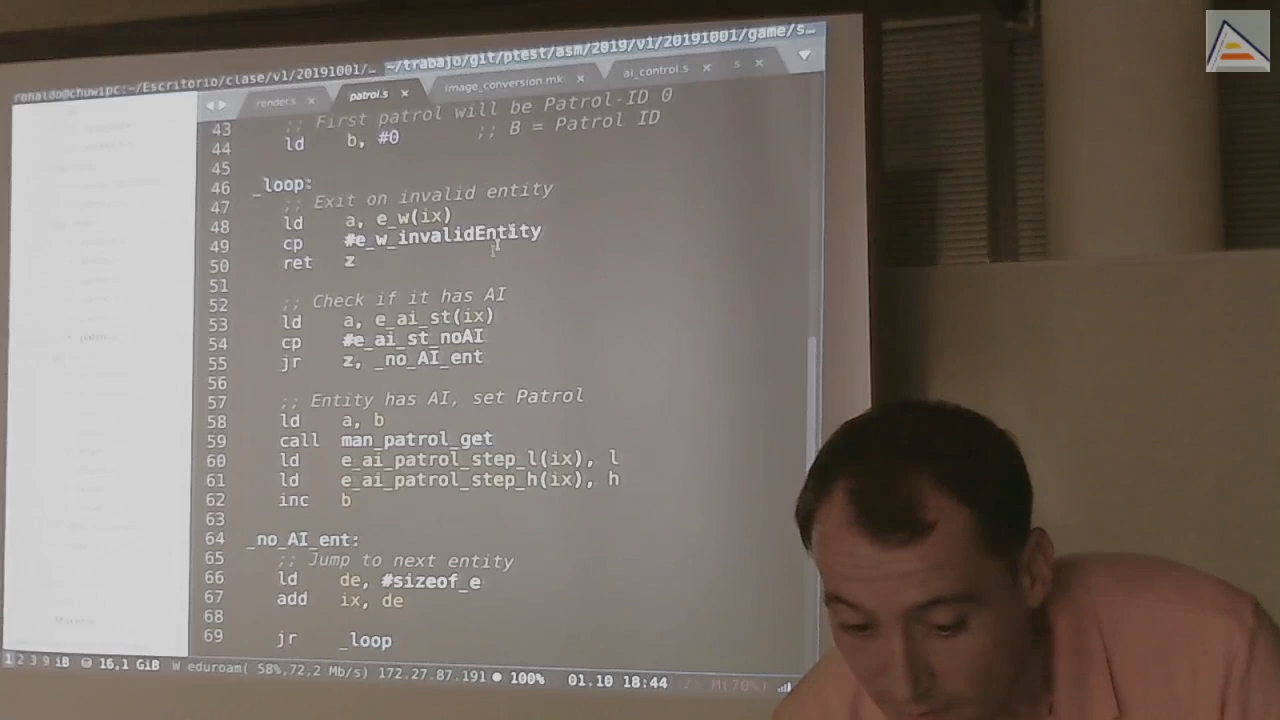 ronaldo@chuwipc:~/Escritorio/clase/v1/20191001/… ~/trabajo/git/ptest/asm/2019/v1/20191001/game/s…
render.s × patrol.s × image_conversion.mk × ai_control.s × s ×
43 ;; First patrol will be Patrol-ID 0
44 ld b, #0 ;; B = Patrol ID
45
46 _loop:
47 ;; Exit on invalid entity
48 ld a, e_w(ix)
49 cp #e_w_invalidEntity
50 ret z
51
52 ;; Check if it has AI
53 ld a, e_ai_st(ix)
54 cp #e_ai_st_noAI
55 jr z, _no_AI_ent
56
57 ;; Entity has AI, set Patrol
58 ld a, b
59 call man_patrol_get
60 ld e_ai_patrol_step_l(ix), l
61 ld e_ai_patrol_step_h(ix), h
62 inc b
63
64 _no_AI_ent:
65 ;; Jump to next entity
66 ld de, #sizeof_e
67 add ix, de
68
69 jr _loop
1 2 3 9 iB 16,1 GiB W eduroam( 58%,72.2 Mb/s) 172.27.87.191 100% 01.10 18:44 M(70%)